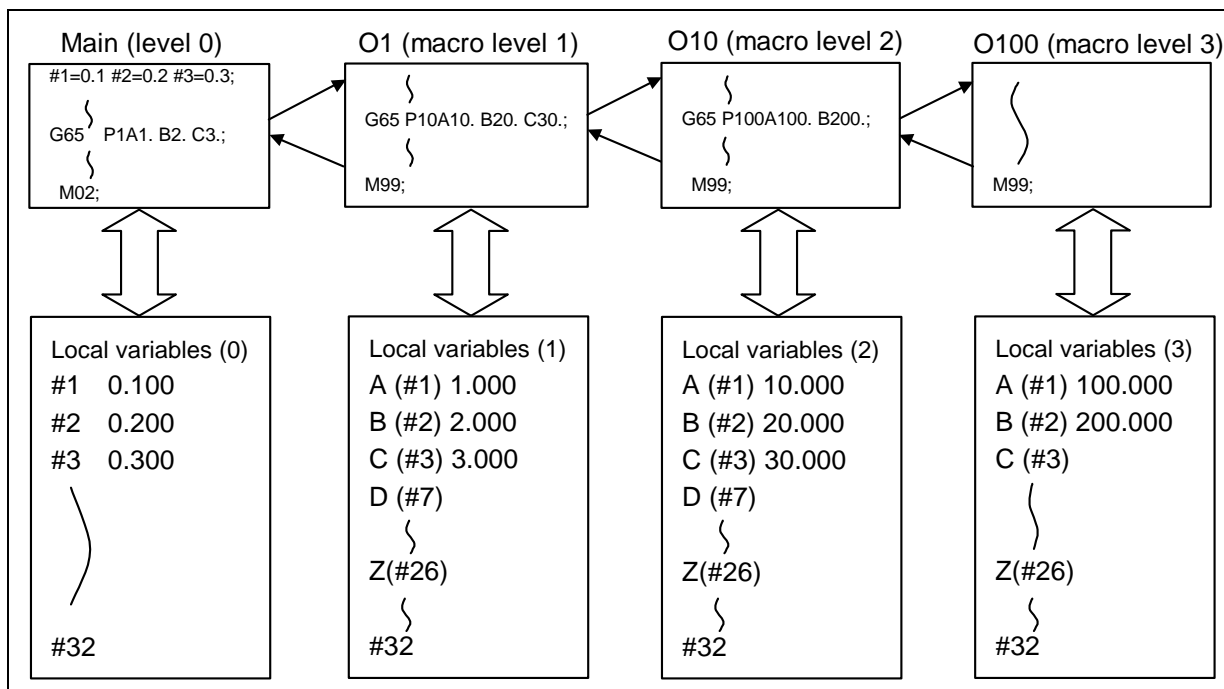 Main (level 0)
#1=0.1 #2=0.2 #3=0.3;
G65 P1A1. B2. C3.;
M02;
O1 (macro level 1)
G65 P10A10. B20. C30.;
M99;
O10 (macro level 2)
G65 P100A100. B200.;
M99;
O100 (macro level 3)
M99;
Local variables (0)
#1 0.100
#2 0.200
#3 0.300
#32
Local variables (1)
A (#1) 1.000
B (#2) 2.000
C (#3) 3.000
D (#7)
Z(#26)
#32
Local variables (2)
A (#1) 10.000
B (#2) 20.000
C (#3) 30.000
D (#7)
Z(#26)
#32
Local variables (3)
A (#1) 100.000
B (#2) 200.000
C (#3)
Z(#26)
#32